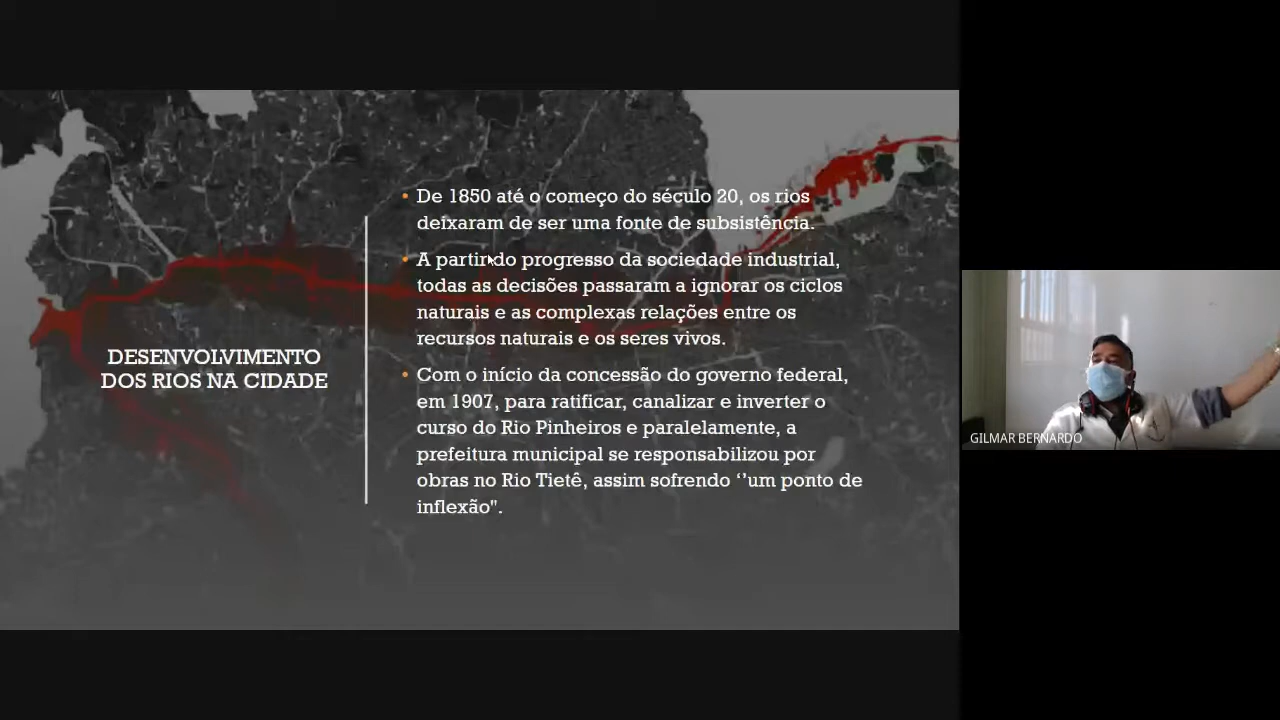 DESENVOLVIMENTO
DOS RIOS NA CIDADE
• De 1850 até o começo do século 20, os rios
deixaram de ser uma fonte de subsistência.
• A partir do progresso da sociedade industrial,
todas as decisões passaram a ignorar os ciclos
naturais e as complexas relações entre os
recursos naturais e os seres vivos.
• Com o início da concessão do governo federal,
em 1907, para ratificar, canalizar e inverter o
curso do Rio Pinheiros e paralelamente, a
prefeitura municipal se responsabilizou por
obras no Rio Tietê, assim sofrendo ‘’um ponto de
inflexão".
GILMAR BERNARDO